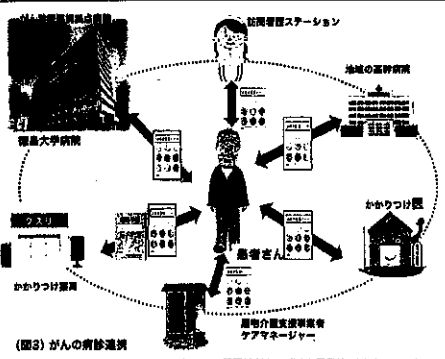 がん診療連携拠点病院
徳島大学病院
訪問看護ステーション
地域の基幹病院
かかりつけ医
患者さん
クスリ
かかりつけ薬局
居宅介護支援事業者
ケアマネージャー
(図3) がんの病診連携